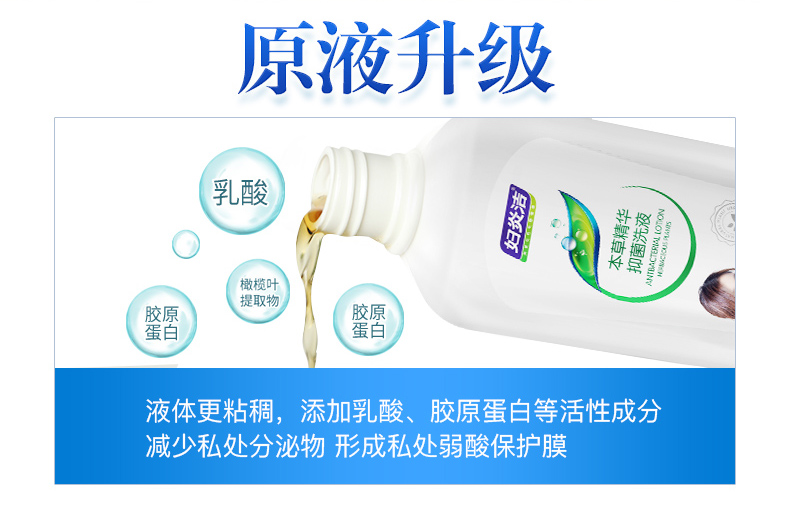 原液升级
乳酸
橄榄叶
提取物
胶原
蛋白
胶原
蛋白
妇炎洁®
本草精华
抑菌洗液
ANTBACTERIAL LOTION
HERBACIOUS PLANTS
液体更粘稠，添加乳酸、胶原蛋白等活性成分
减少私处分泌物 形成私处弱酸保护膜